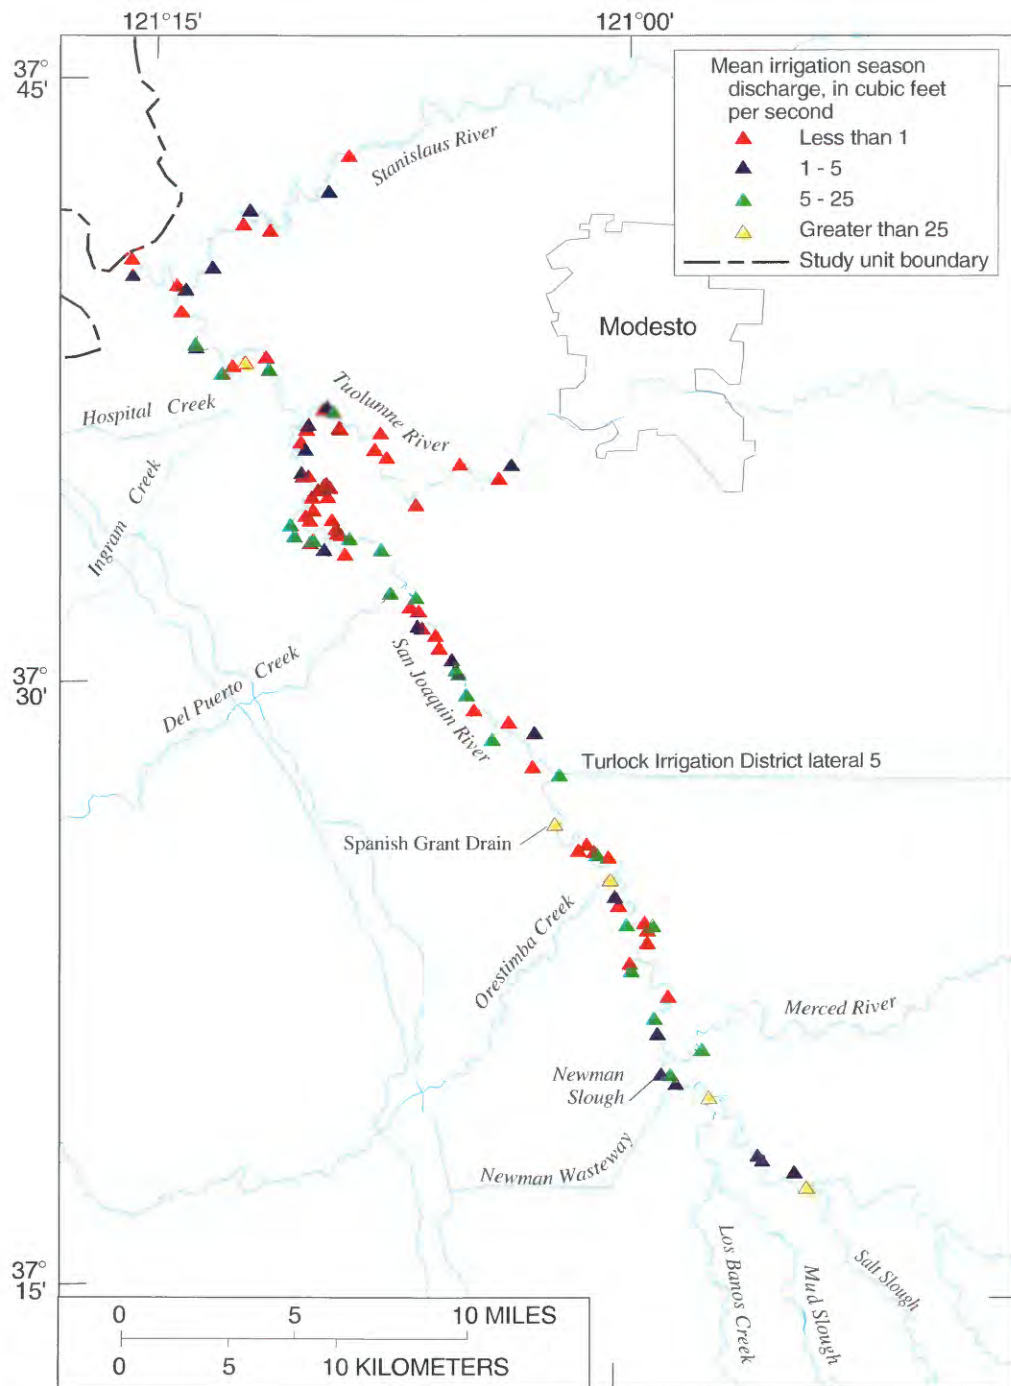 121°15'
121°00'
37°
45'
Mean irrigation season
discharge, in cubic feet
per second
Less than 1
1 - 5
5 - 25
Greater than 25
Study unit boundary
Stanislaus River
Modesto
Hospital Creek
Tuolumne River
Ingram Creek
37°
30'
Del Puerto Creek
San Joaquin River
Turlock Irrigation District lateral 5
Spanish Grant Drain
Orestimba Creek
Merced River
Newman
Slough
Newman Wasteway
Los Banos Creek
Mud Slough
Salt Slough
37°
15'
0 5 10 MILES
0 5 10 KILOMETERS